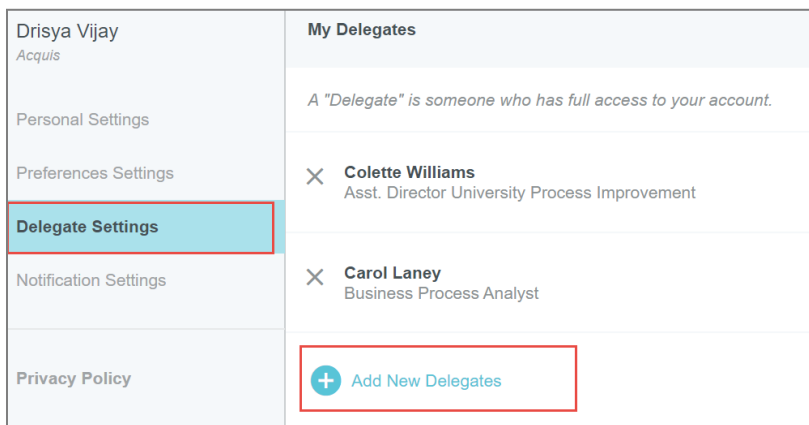 Drisya Vijay
Acquis
Personal Settings
Preferences Settings
Delegate Settings
Notification Settings
Privacy Policy
My Delegates
A "Delegate" is someone who has full access to your account.
Colette Williams
Asst. Director University Process Improvement
Carol Laney
Business Process Analyst
Add New Delegates